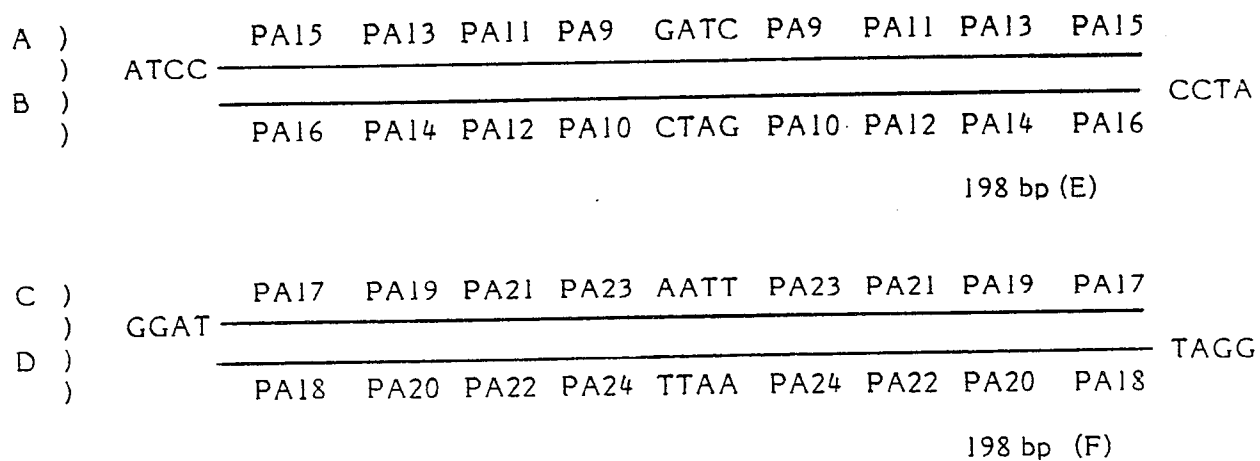 A ) PA15 PA13 PA11 PA9 GATC PA9 PA11 PA13 PA15
) ATCC
B ) CCTA
) PA16 PA14 PA12 PA10 CTAG PA10 PA12 PA14 PA16
198 bp (E)
C ) PA17 PA19 PA21 PA23 AATT PA23 PA21 PA19 PA17
) GGAT
D ) TAGG
) PA18 PA20 PA22 PA24 TTAA PA24 PA22 PA20 PA18
198 bp (F)